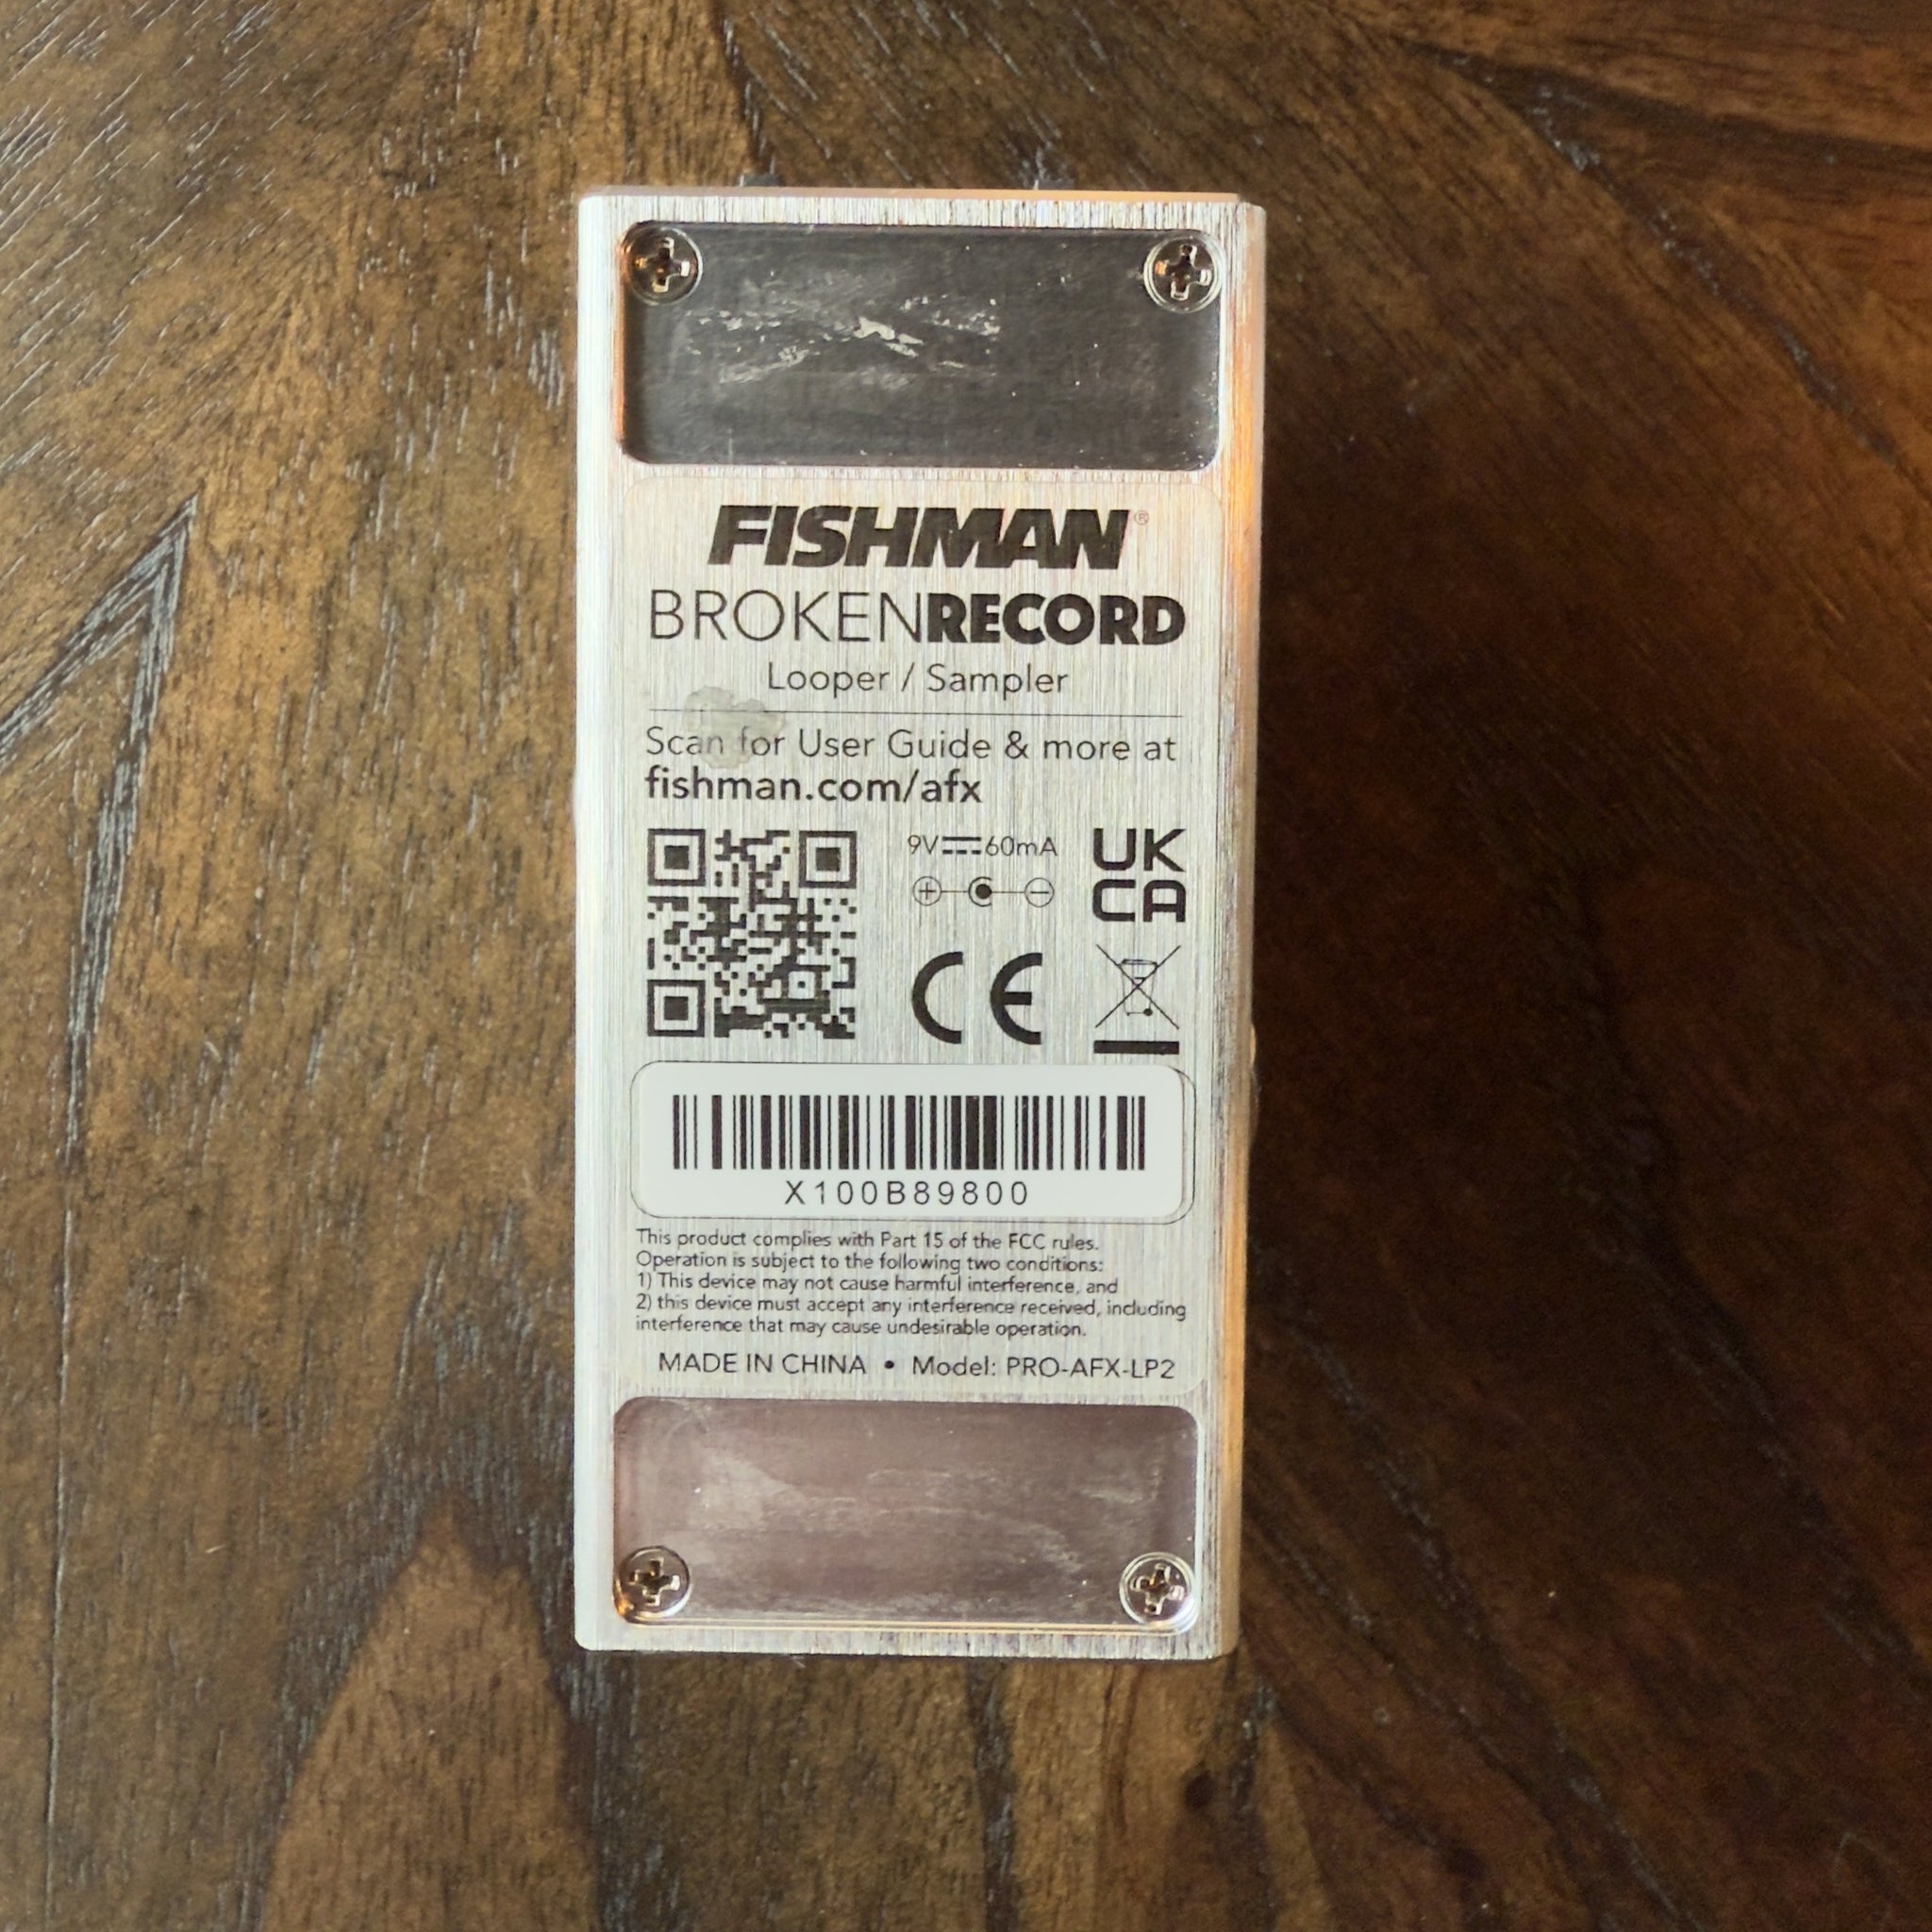 FISHMAN®
BROKENRECORD
Looper / Sampler
Scan for User Guide & more at
fishman.com/afx
9V⎓60mA
UK
CA
CE
X100B89800
This product complies with Part 15 of the FCC rules.
Operation is subject to the following two conditions:
1) This device may not cause harmful interference, and
2) this device must accept any interference received, including
interference that may cause undesirable operation.
MADE IN CHINA • Model: PRO-AFX-LP2